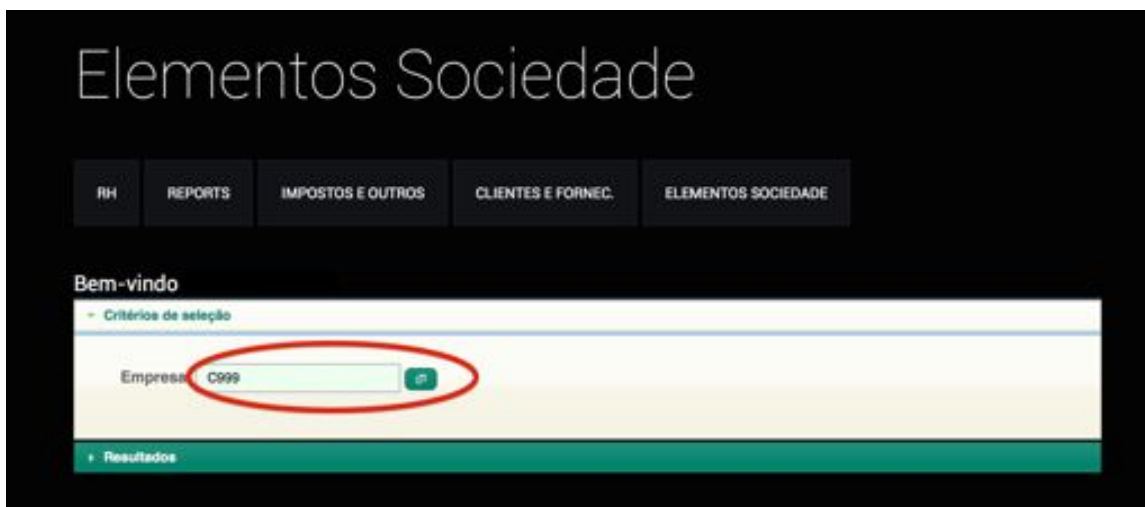 Elementos Sociedade
RH REPORTS IMPOSTOS E OUTROS CLIENTES E FORNEC. ELEMENTOS SOCIEDADE
Bem-vindo
Critérios de seleção
Empresa C999
Resultados